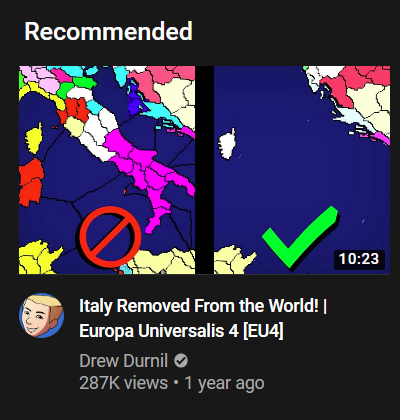 Recommended
10:23
Italy Removed From the World! |
Europa Universalis 4 [EU4]
Drew Durnil
287K views • 1 year ago